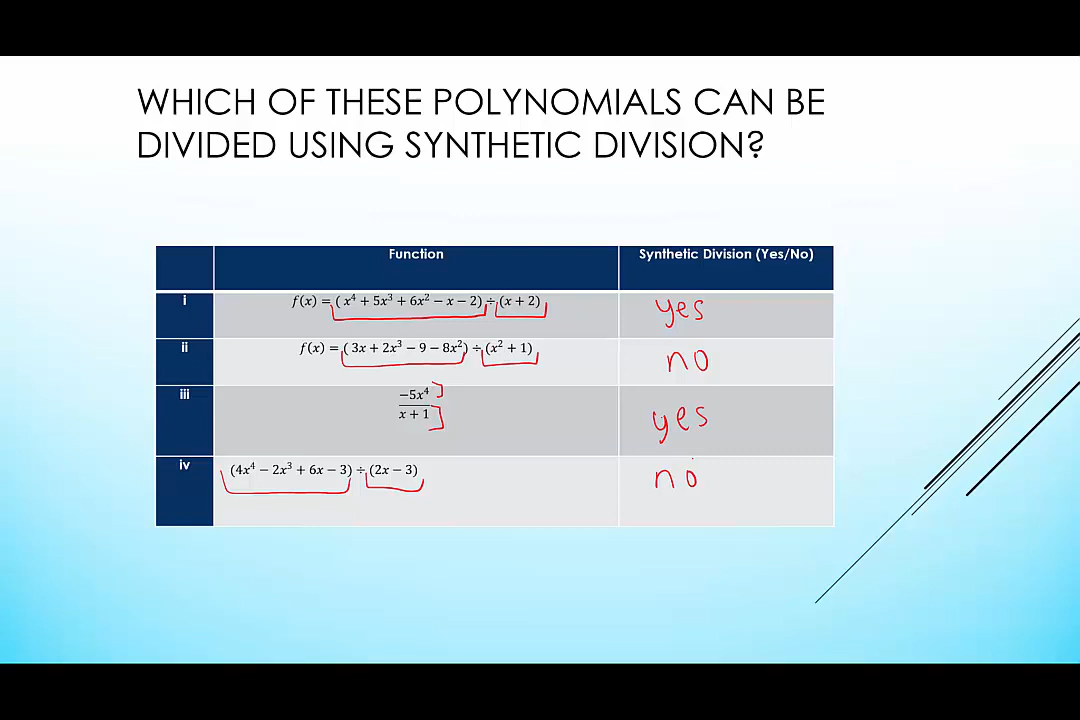 WHICH OF THESE POLYNOMIALS CAN BE
DIVIDED USING SYNTHETIC DIVISION?
Function Synthetic Division (Yes/No)
i f(x) = ( x⁴ + 5x³ + 6x² − x − 2) ÷ (x + 2) yes
ii f(x) = ( 3x + 2x³ − 9 − 8x²) ÷ (x² + 1) no
iii −5x⁴
x + 1 yes
iv (4x⁴ − 2x³ + 6x − 3) ÷ (2x − 3) no